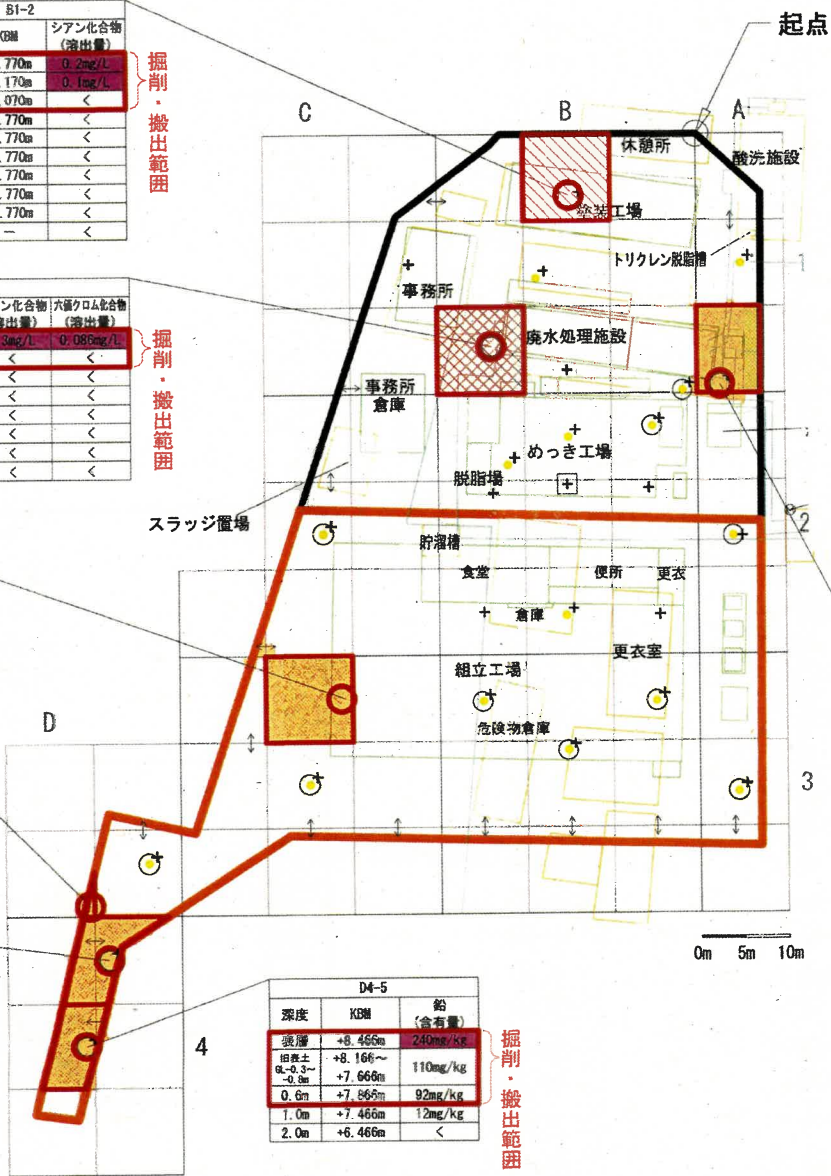 B1-2
KBM
シアン化合物
(溶出量)
.770m 0.2mg/L
.170m 0.1mg/L
.070m <
.770m <
.770m <
.770m <
.770m <
.770m <
.770m <
— <
掘削・搬出範囲
起点
C
B
A
休憩所
酸洗施設
塗装工場
トリクレン脱脂槽
1
事務所
ン化合物 六価クロム化合物
出量) (溶出量)
3mg/L 0.086mg/L
< <
< <
< <
< <
< <
< <
< <
掘削・搬出範囲
廃水処理施設
事務所
倉庫
めっき工場
脱脂場
スラッジ置場
2
貯溜槽
食堂
便所
更衣
倉庫
更衣室
組立工場
危険物倉庫
D
3
0m 5m 10m
4
D4-5
深度 KBM 鉛
(含有量)
表層 +8.466m 240mg/kg
旧表土
GL-0.3~
-0.8m
+8.166~
+7.666m
110mg/kg
0.6m +7.866m 92mg/kg
1.0m +7.466m 12mg/kg
2.0m +6.466m <
掘削・搬出範囲